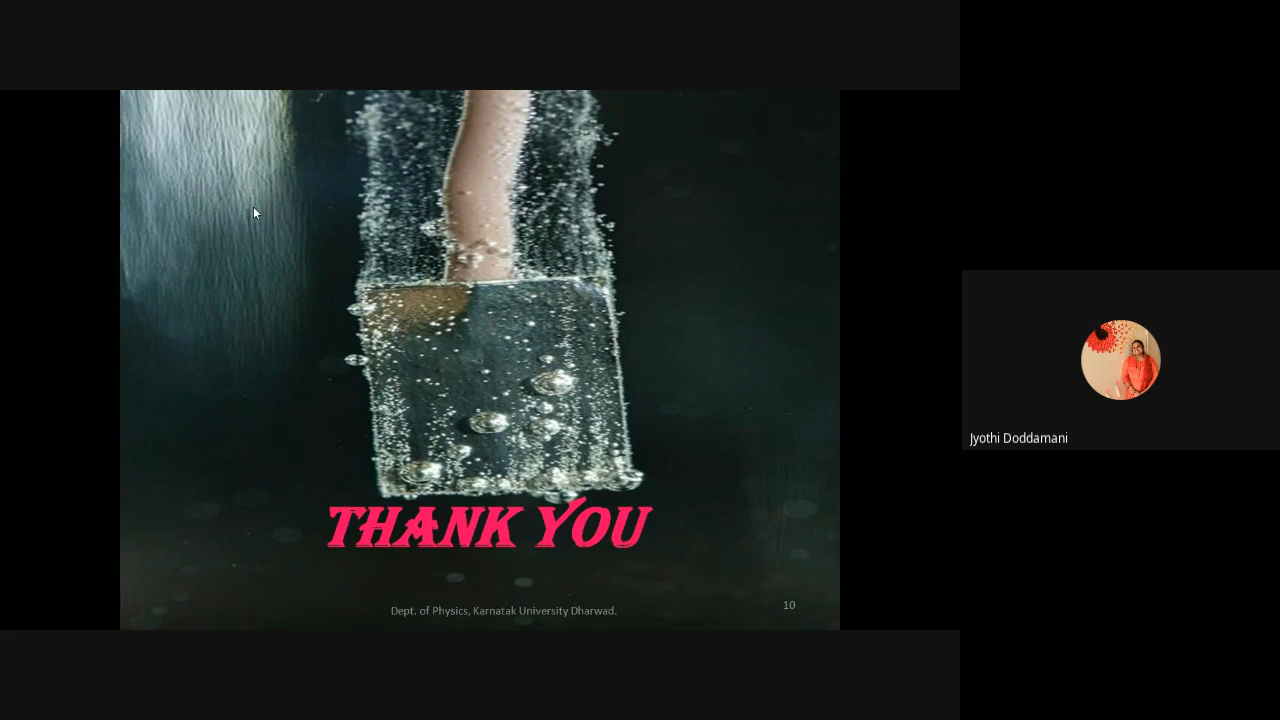 THANK YOU
Dept. of Physics, Karnatak University Dharwad.
10
Jyothi Doddamani